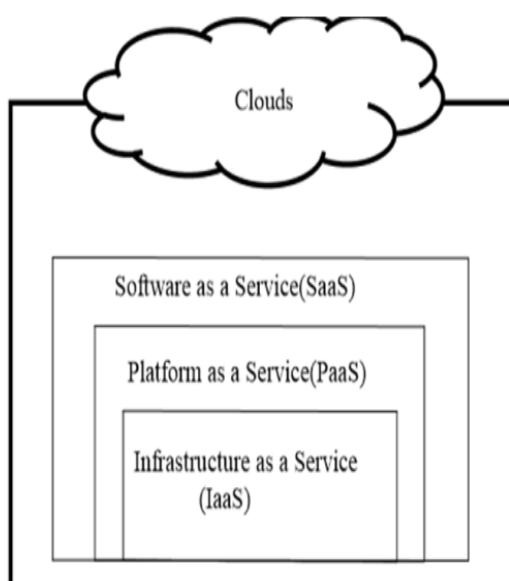 Clouds
Software as a Service(SaaS)
Platform as a Service(PaaS)
Infrastructure as a Service
(IaaS)